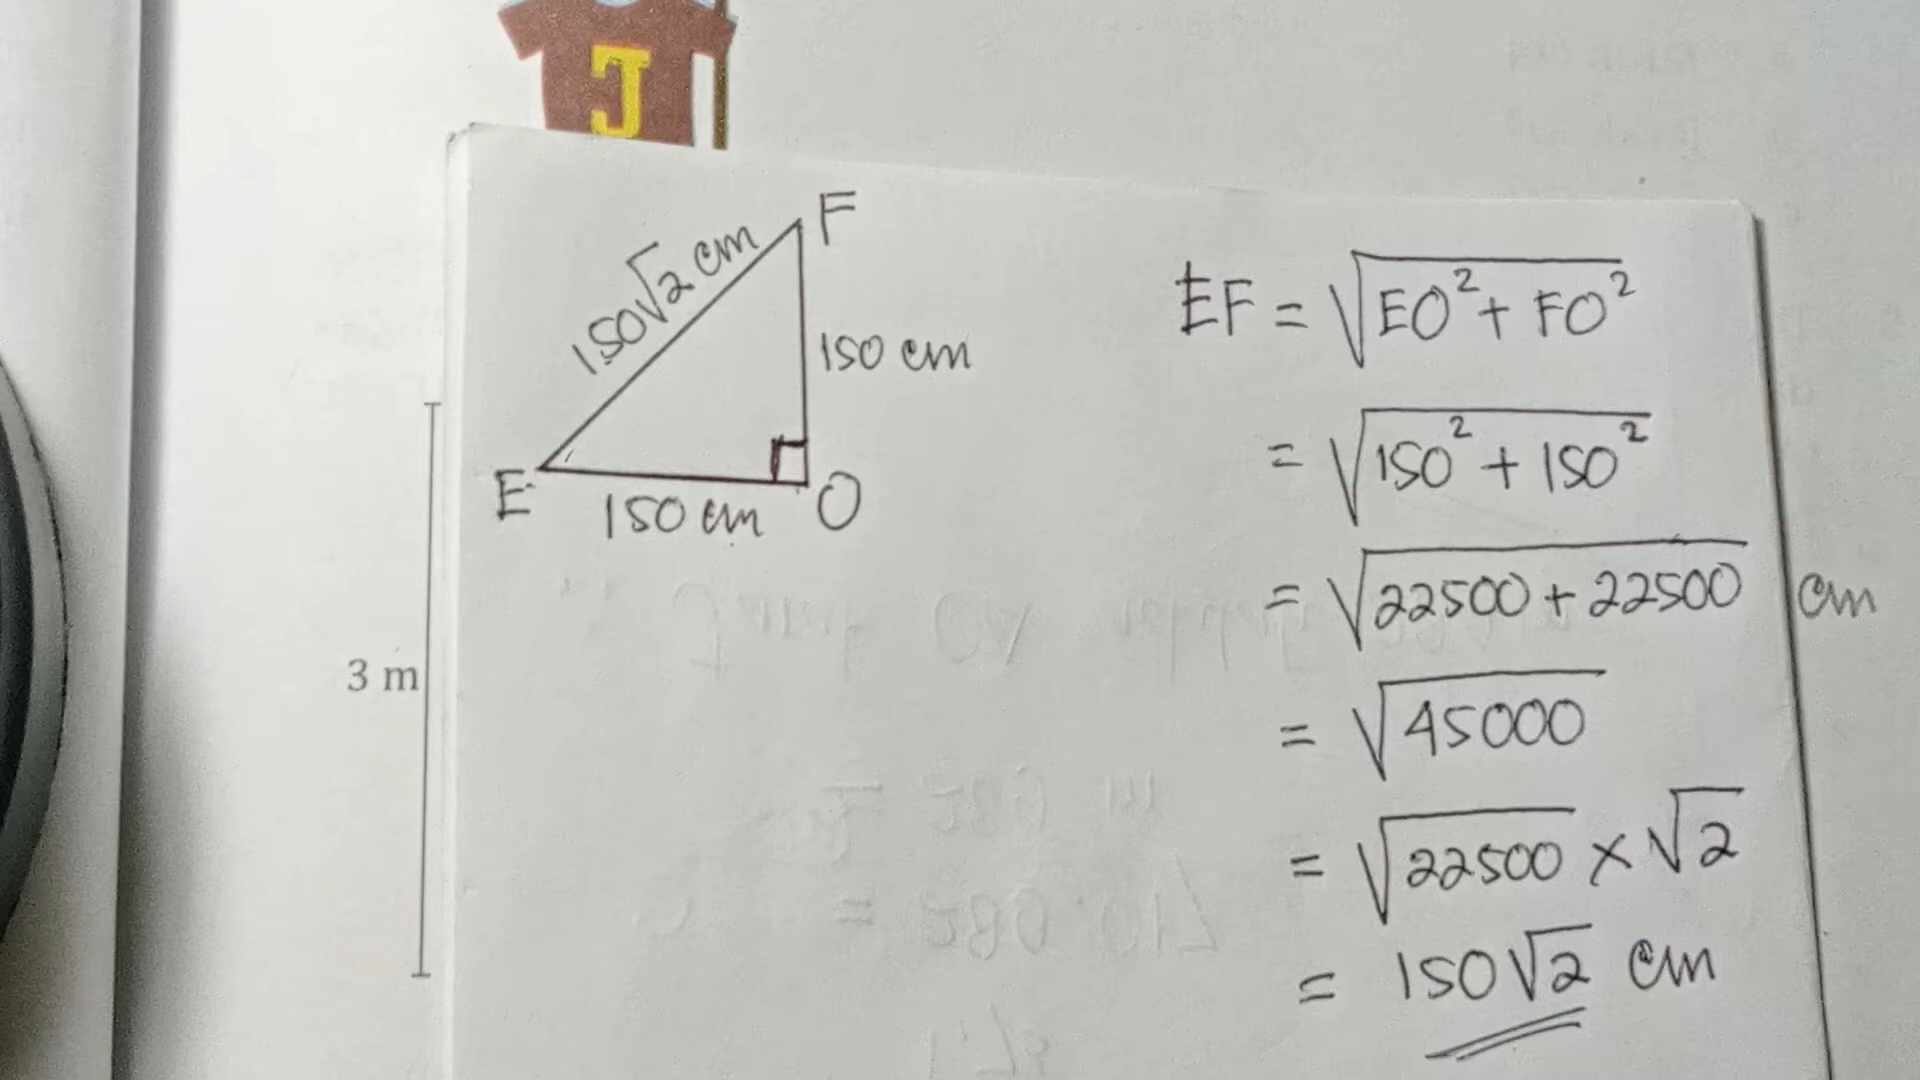 J
F
150√2 cm
150 cm
E
150 cm
O
3 m
EF = √EO² + FO²
= √150² + 150²
= √22500 + 22500 cm
= √45000
= √22500 × √2
= 150√2 cm